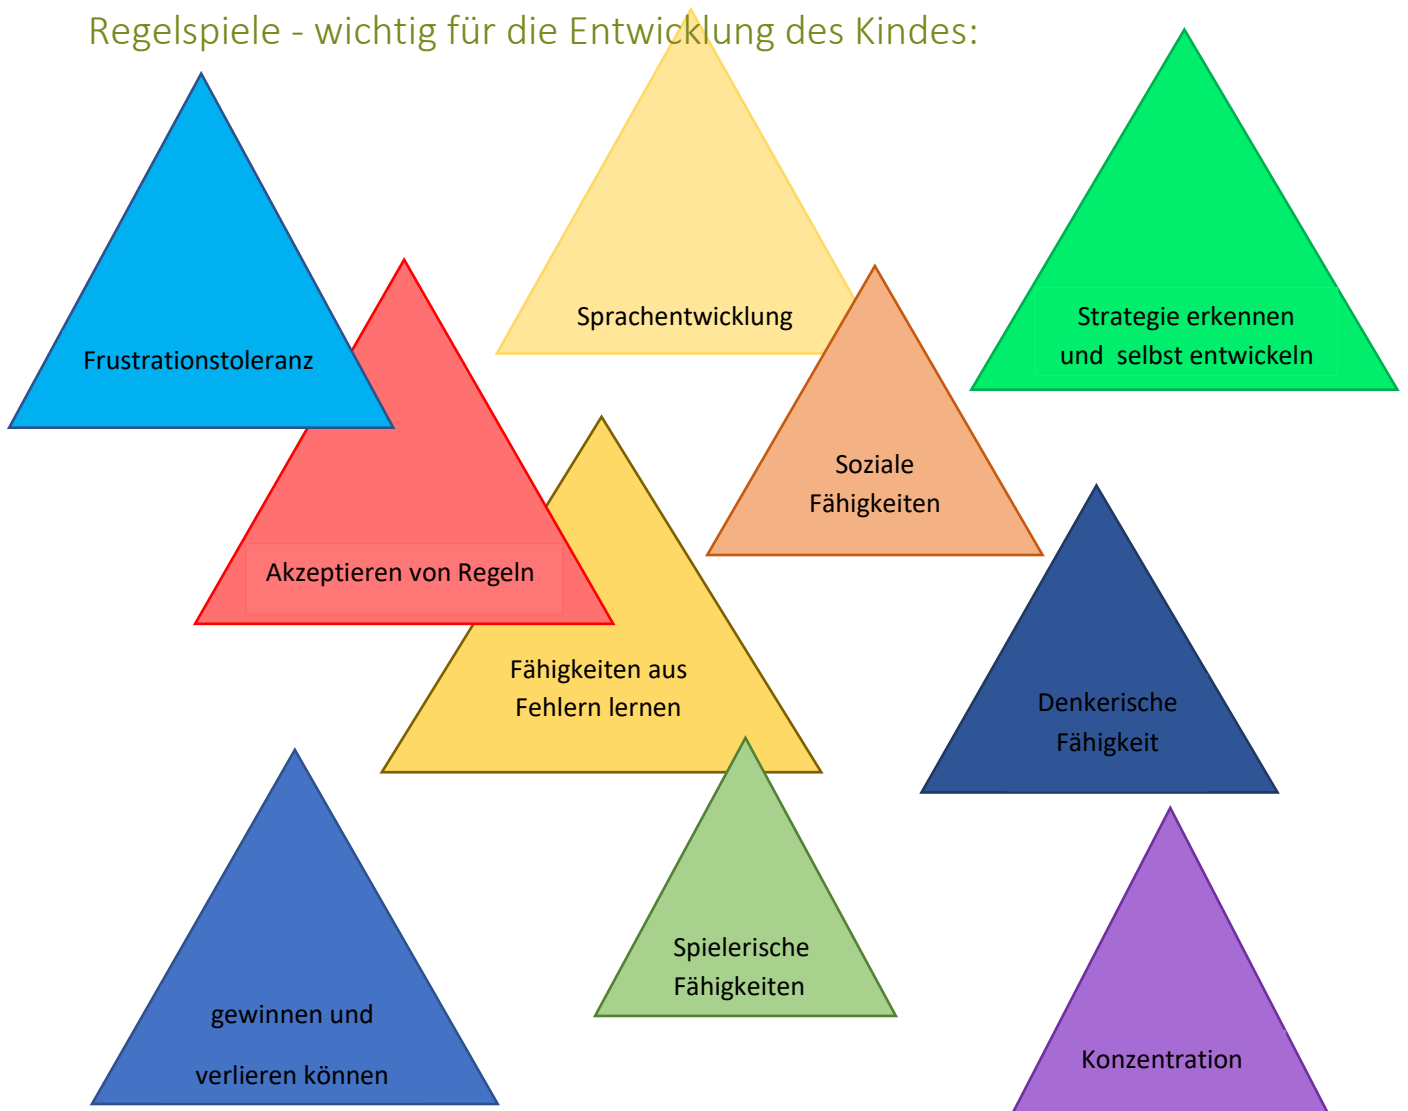 Regelspiele - wichtig für die Entwicklung des Kindes:
Frustrationstoleranz
Sprachentwicklung
Strategie erkennen
und  selbst entwickeln
Akzeptieren von Regeln
Soziale
Fähigkeiten
Fähigkeiten aus
Fehlern lernen
Denkerische
Fähigkeit
gewinnen und
verlieren können
Spielerische
Fähigkeiten
Konzentration